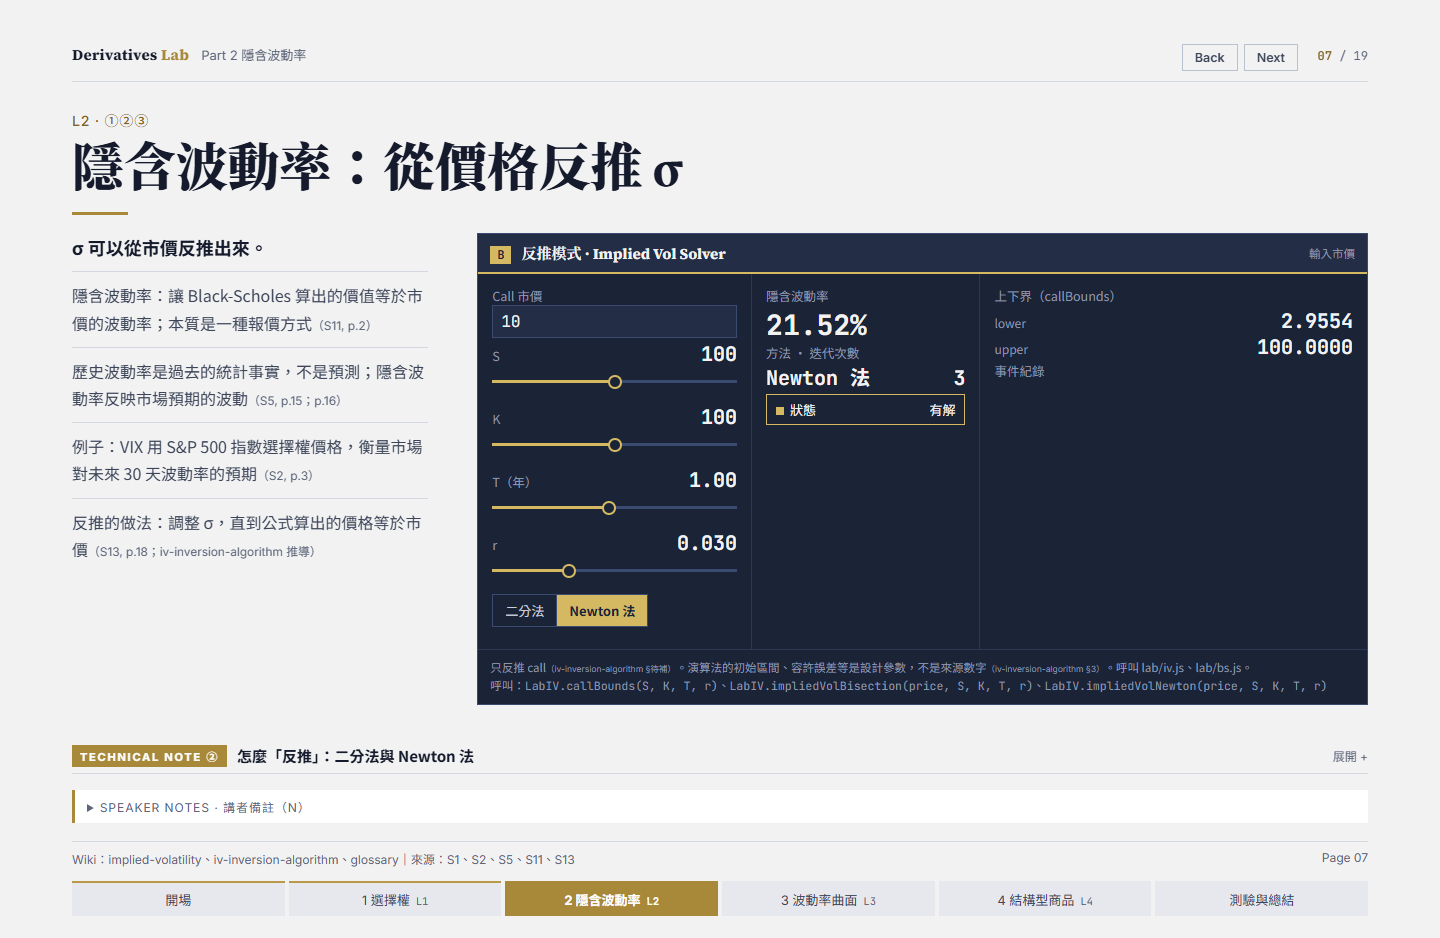 Derivatives Lab Part 2 隱含波動率
Back Next 07 / 19
L2 · ①②③
隱含波動率：從價格反推 σ
σ 可以從市價反推出來。
隱含波動率：讓 Black-Scholes 算出的價值等於市
價的波動率；本質是一種報價方式（S11, p.2）
歷史波動率是過去的統計事實，不是預測；隱含波
動率反映市場預期的波動（S5, p.15；p.16）
例子：VIX 用 S&P 500 指數選擇權價格，衡量市場
對未來 30 天波動率的預期（S2, p.3）
反推的做法：調整 σ，直到公式算出的價格等於市
價（S13, p.18；iv-inversion-algorithm 推導）
B 反推模式 · Implied Vol Solver 輸入市價
Call 市價
10
S 100
K 100
T（年） 1.00
r 0.030
二分法 Newton 法
隱含波動率
21.52%
方法 · 迭代次數
Newton 法 3
狀態 有解
上下界（callBounds）
lower 2.9554
upper 100.0000
事件紀錄
只反推 call（iv-inversion-algorithm §待補）。演算法的初始區間、容許誤差等是設計參數，不是來源數字（iv-inversion-algorithm §3）。呼叫 lab/iv.js、lab/bs.js。
呼叫：LabIV.callBounds(S, K, T, r)、LabIV.impliedVolBisection(price, S, K, T, r)、LabIV.impliedVolNewton(price, S, K, T, r)
TECHNICAL NOTE ② 怎麼「反推」：二分法與 Newton 法 展開 +
▶ SPEAKER NOTES · 講者備註（N）
Wiki：implied-volatility、iv-inversion-algorithm、glossary｜來源：S1、S2、S5、S11、S13 Page 07
開場 1 選擇權 L1 2 隱含波動率 L2 3 波動率曲面 L3 4 結構型商品 L4 測驗與總結